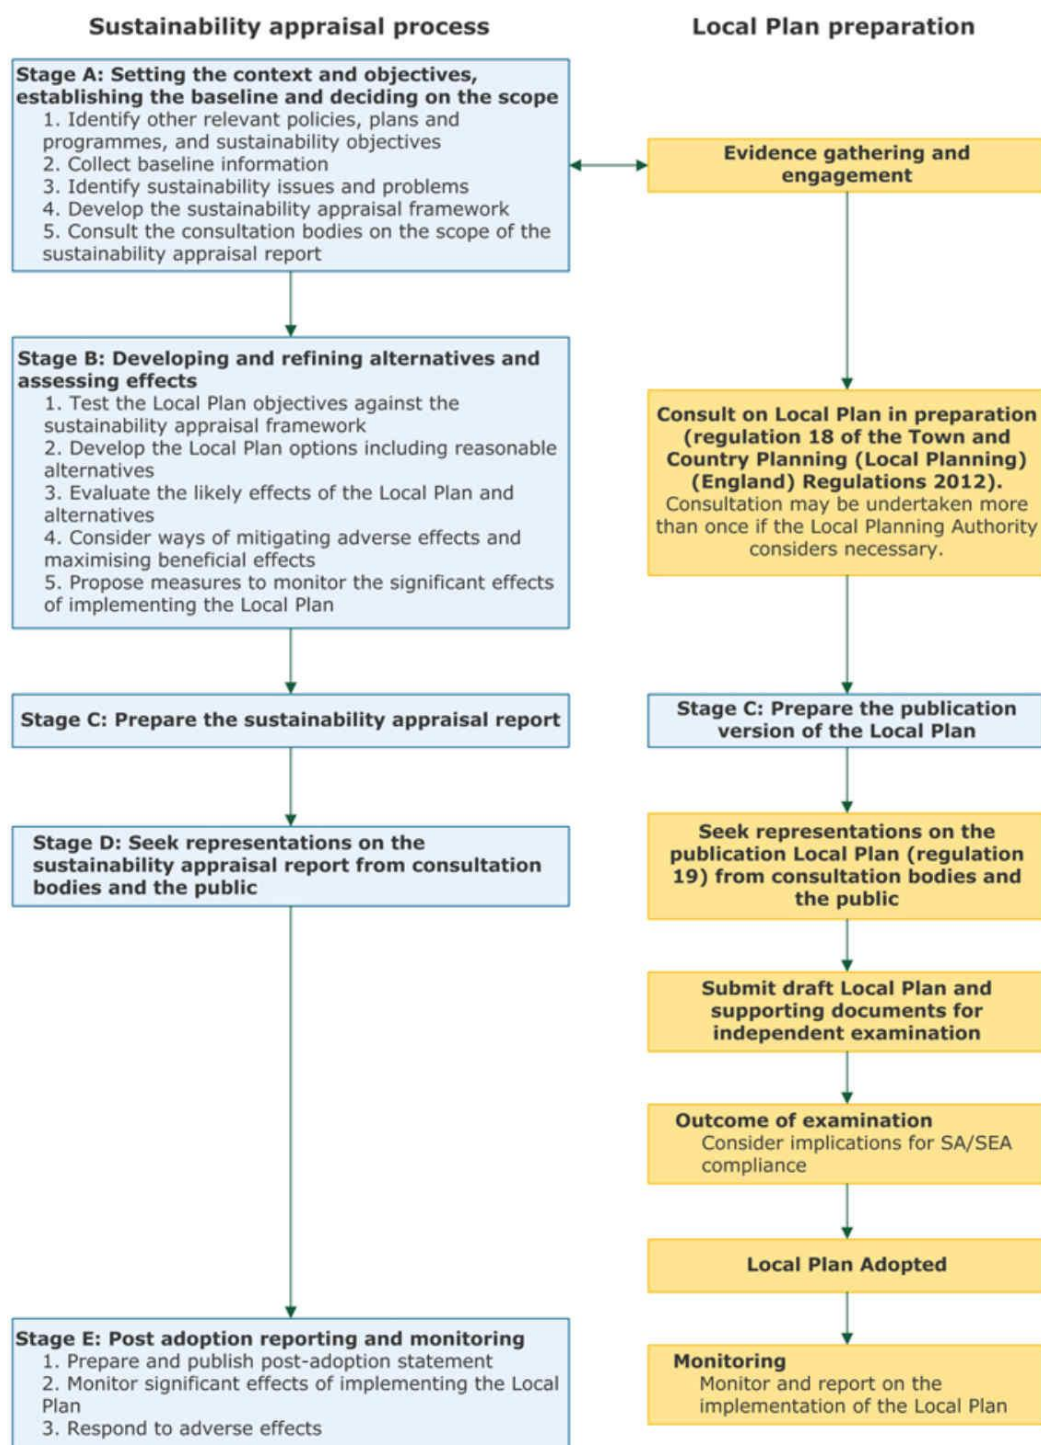 Sustainability appraisal process
Local Plan preparation
Stage A: Setting the context and objectives,
establishing the baseline and deciding on the scope
1. Identify other relevant policies, plans and
programmes, and sustainability objectives
2. Collect baseline information
3. Identify sustainability issues and problems
4. Develop the sustainability appraisal framework
5. Consult the consultation bodies on the scope of the
sustainability appraisal report
Evidence gathering and
engagement
Stage B: Developing and refining alternatives and
assessing effects
1. Test the Local Plan objectives against the
sustainability appraisal framework
2. Develop the Local Plan options including reasonable
alternatives
3. Evaluate the likely effects of the Local Plan and
alternatives
4. Consider ways of mitigating adverse effects and
maximising beneficial effects
5. Propose measures to monitor the significant effects
of implementing the Local Plan
Consult on Local Plan in preparation
(regulation 18 of the Town and
Country Planning (Local Planning)
(England) Regulations 2012).
Consultation may be undertaken more
than once if the Local Planning Authority
considers necessary.
Stage C: Prepare the sustainability appraisal report
Stage C: Prepare the publication
version of the Local Plan
Stage D: Seek representations on the
sustainability appraisal report from consultation
bodies and the public
Seek representations on the
publication Local Plan (regulation
19) from consultation bodies and
the public
Submit draft Local Plan and
supporting documents for
independent examination
Outcome of examination
Consider implications for SA/SEA
compliance
Local Plan Adopted
Stage E: Post adoption reporting and monitoring
1. Prepare and publish post-adoption statement
2. Monitor significant effects of implementing the Local
Plan
3. Respond to adverse effects
Monitoring
Monitor and report on the
implementation of the Local Plan